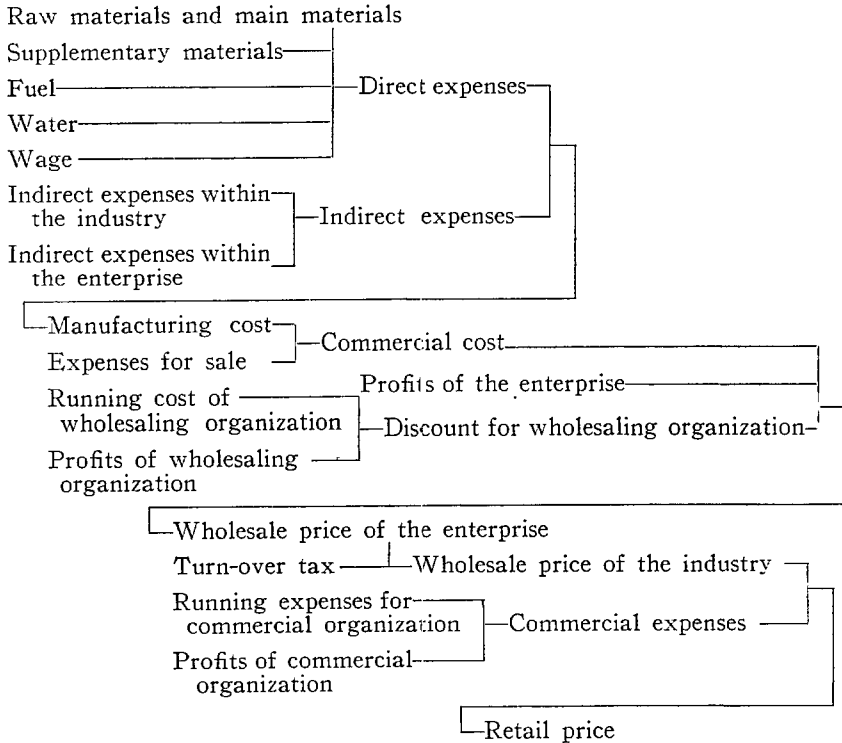 Raw materials and main materials
Supplementary materials
Fuel
Direct expenses
Water
Wage
Indirect expenses within
the industry
Indirect expenses
Indirect expenses within
the enterprise
Manufacturing cost
Commercial cost
Expenses for sale
Profits of the enterprise
Running cost of
wholesaling organization
Discount for wholesaling organization
Profits of wholesaling
organization
Wholesale price of the enterprise
Turn-over tax
Wholesale price of the industry
Running expenses for
commercial organization
Commercial expenses
Profits of commercial
organization
Retail price